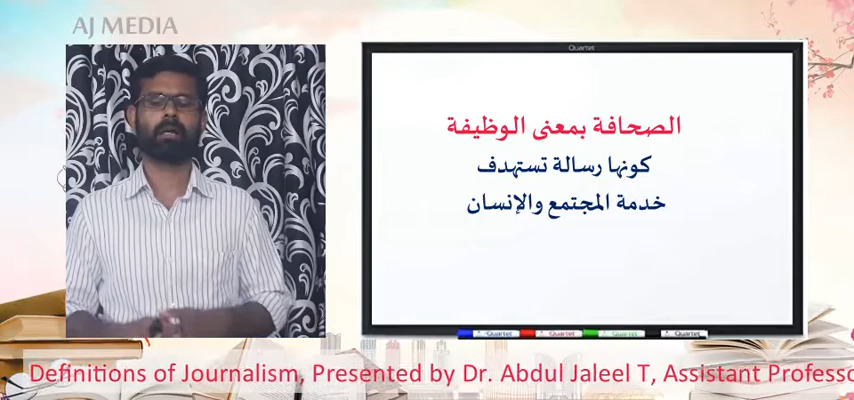 AJ MEDIA
Quartet
الصحافة بمعنى الوظيفة
كونها رسالة تستهدف
خدمة المجتمع والإنسان
Quartet Quartet Quartet Quartet
Definitions of Journalism, Presented by Dr. Abdul Jaleel T, Assistant Professo